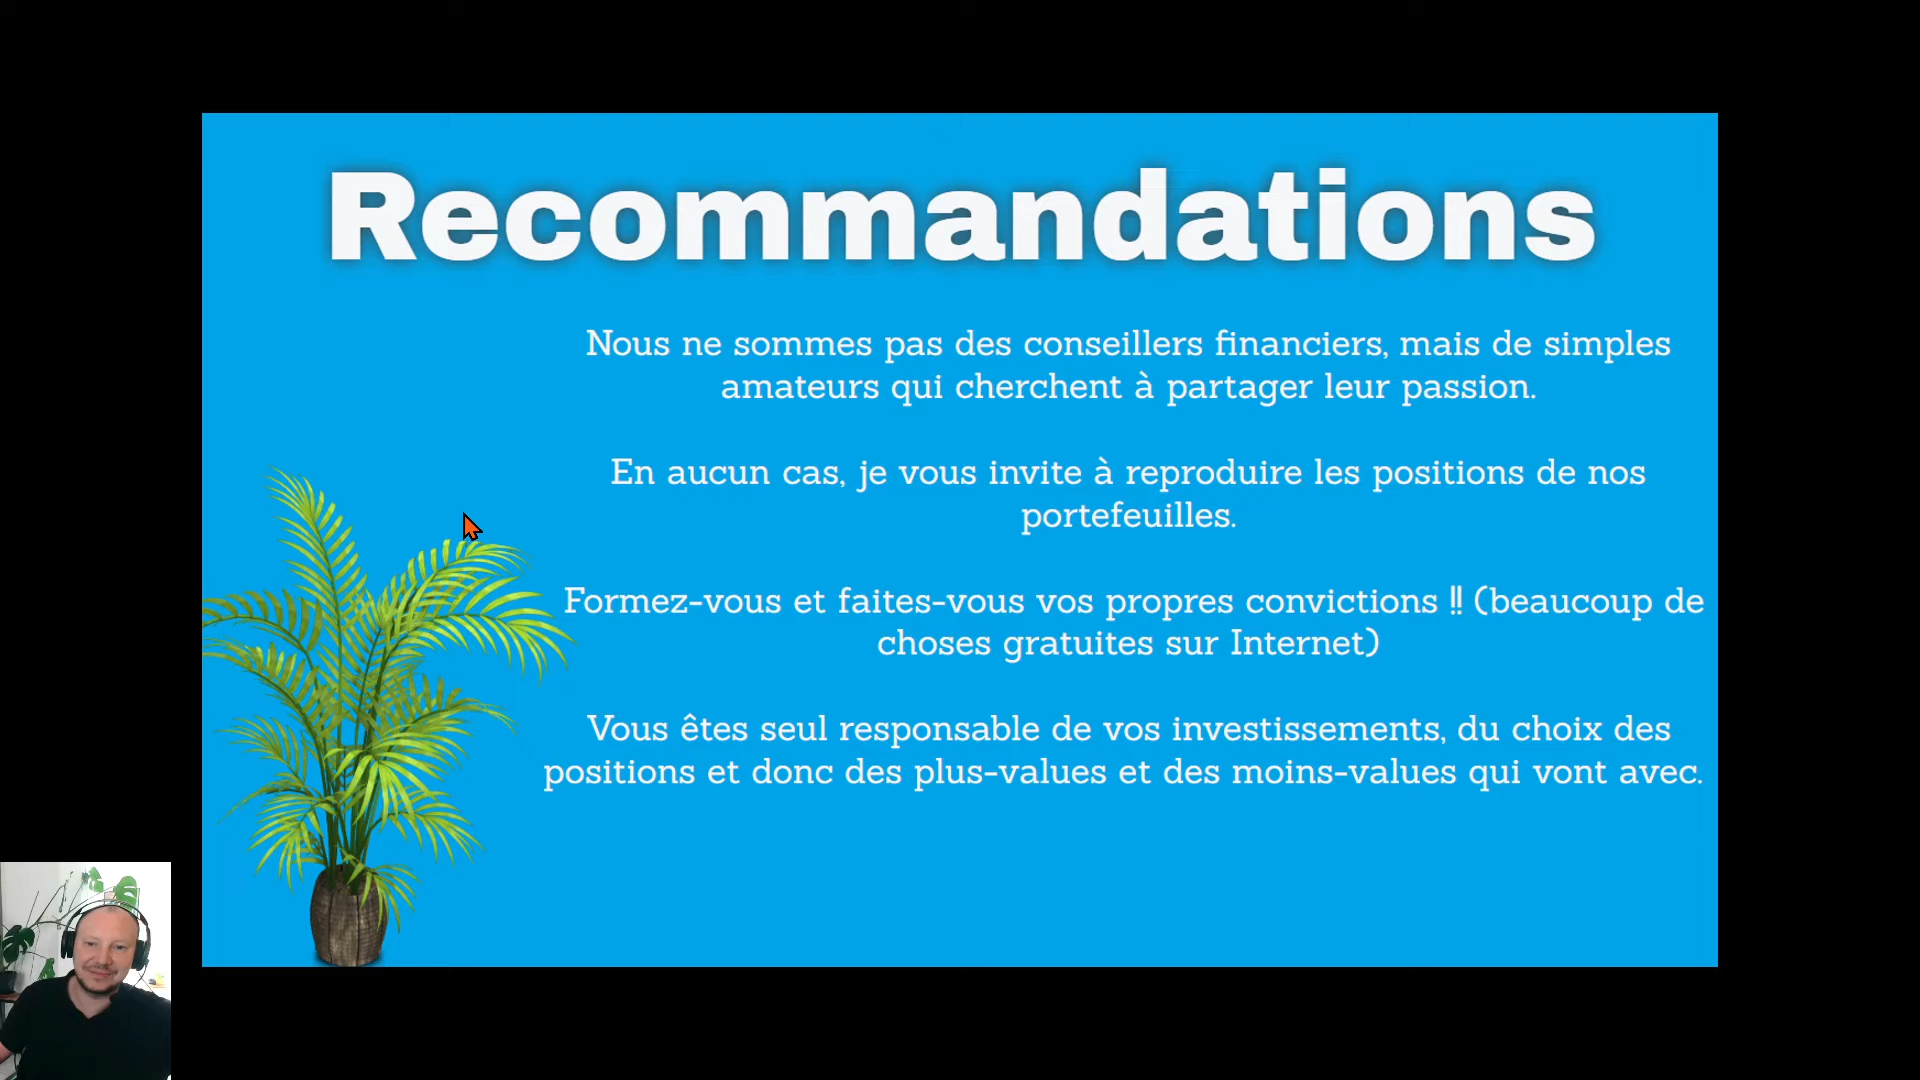 Recommandations
Nous ne sommes pas des conseillers financiers, mais de simples
amateurs qui cherchent à partager leur passion.
En aucun cas, je vous invite à reproduire les positions de nos
portefeuilles.
Formez-vous et faites-vous vos propres convictions !! (beaucoup de
choses gratuites sur Internet)
Vous êtes seul responsable de vos investissements, du choix des
positions et donc des plus-values et des moins-values qui vont avec.